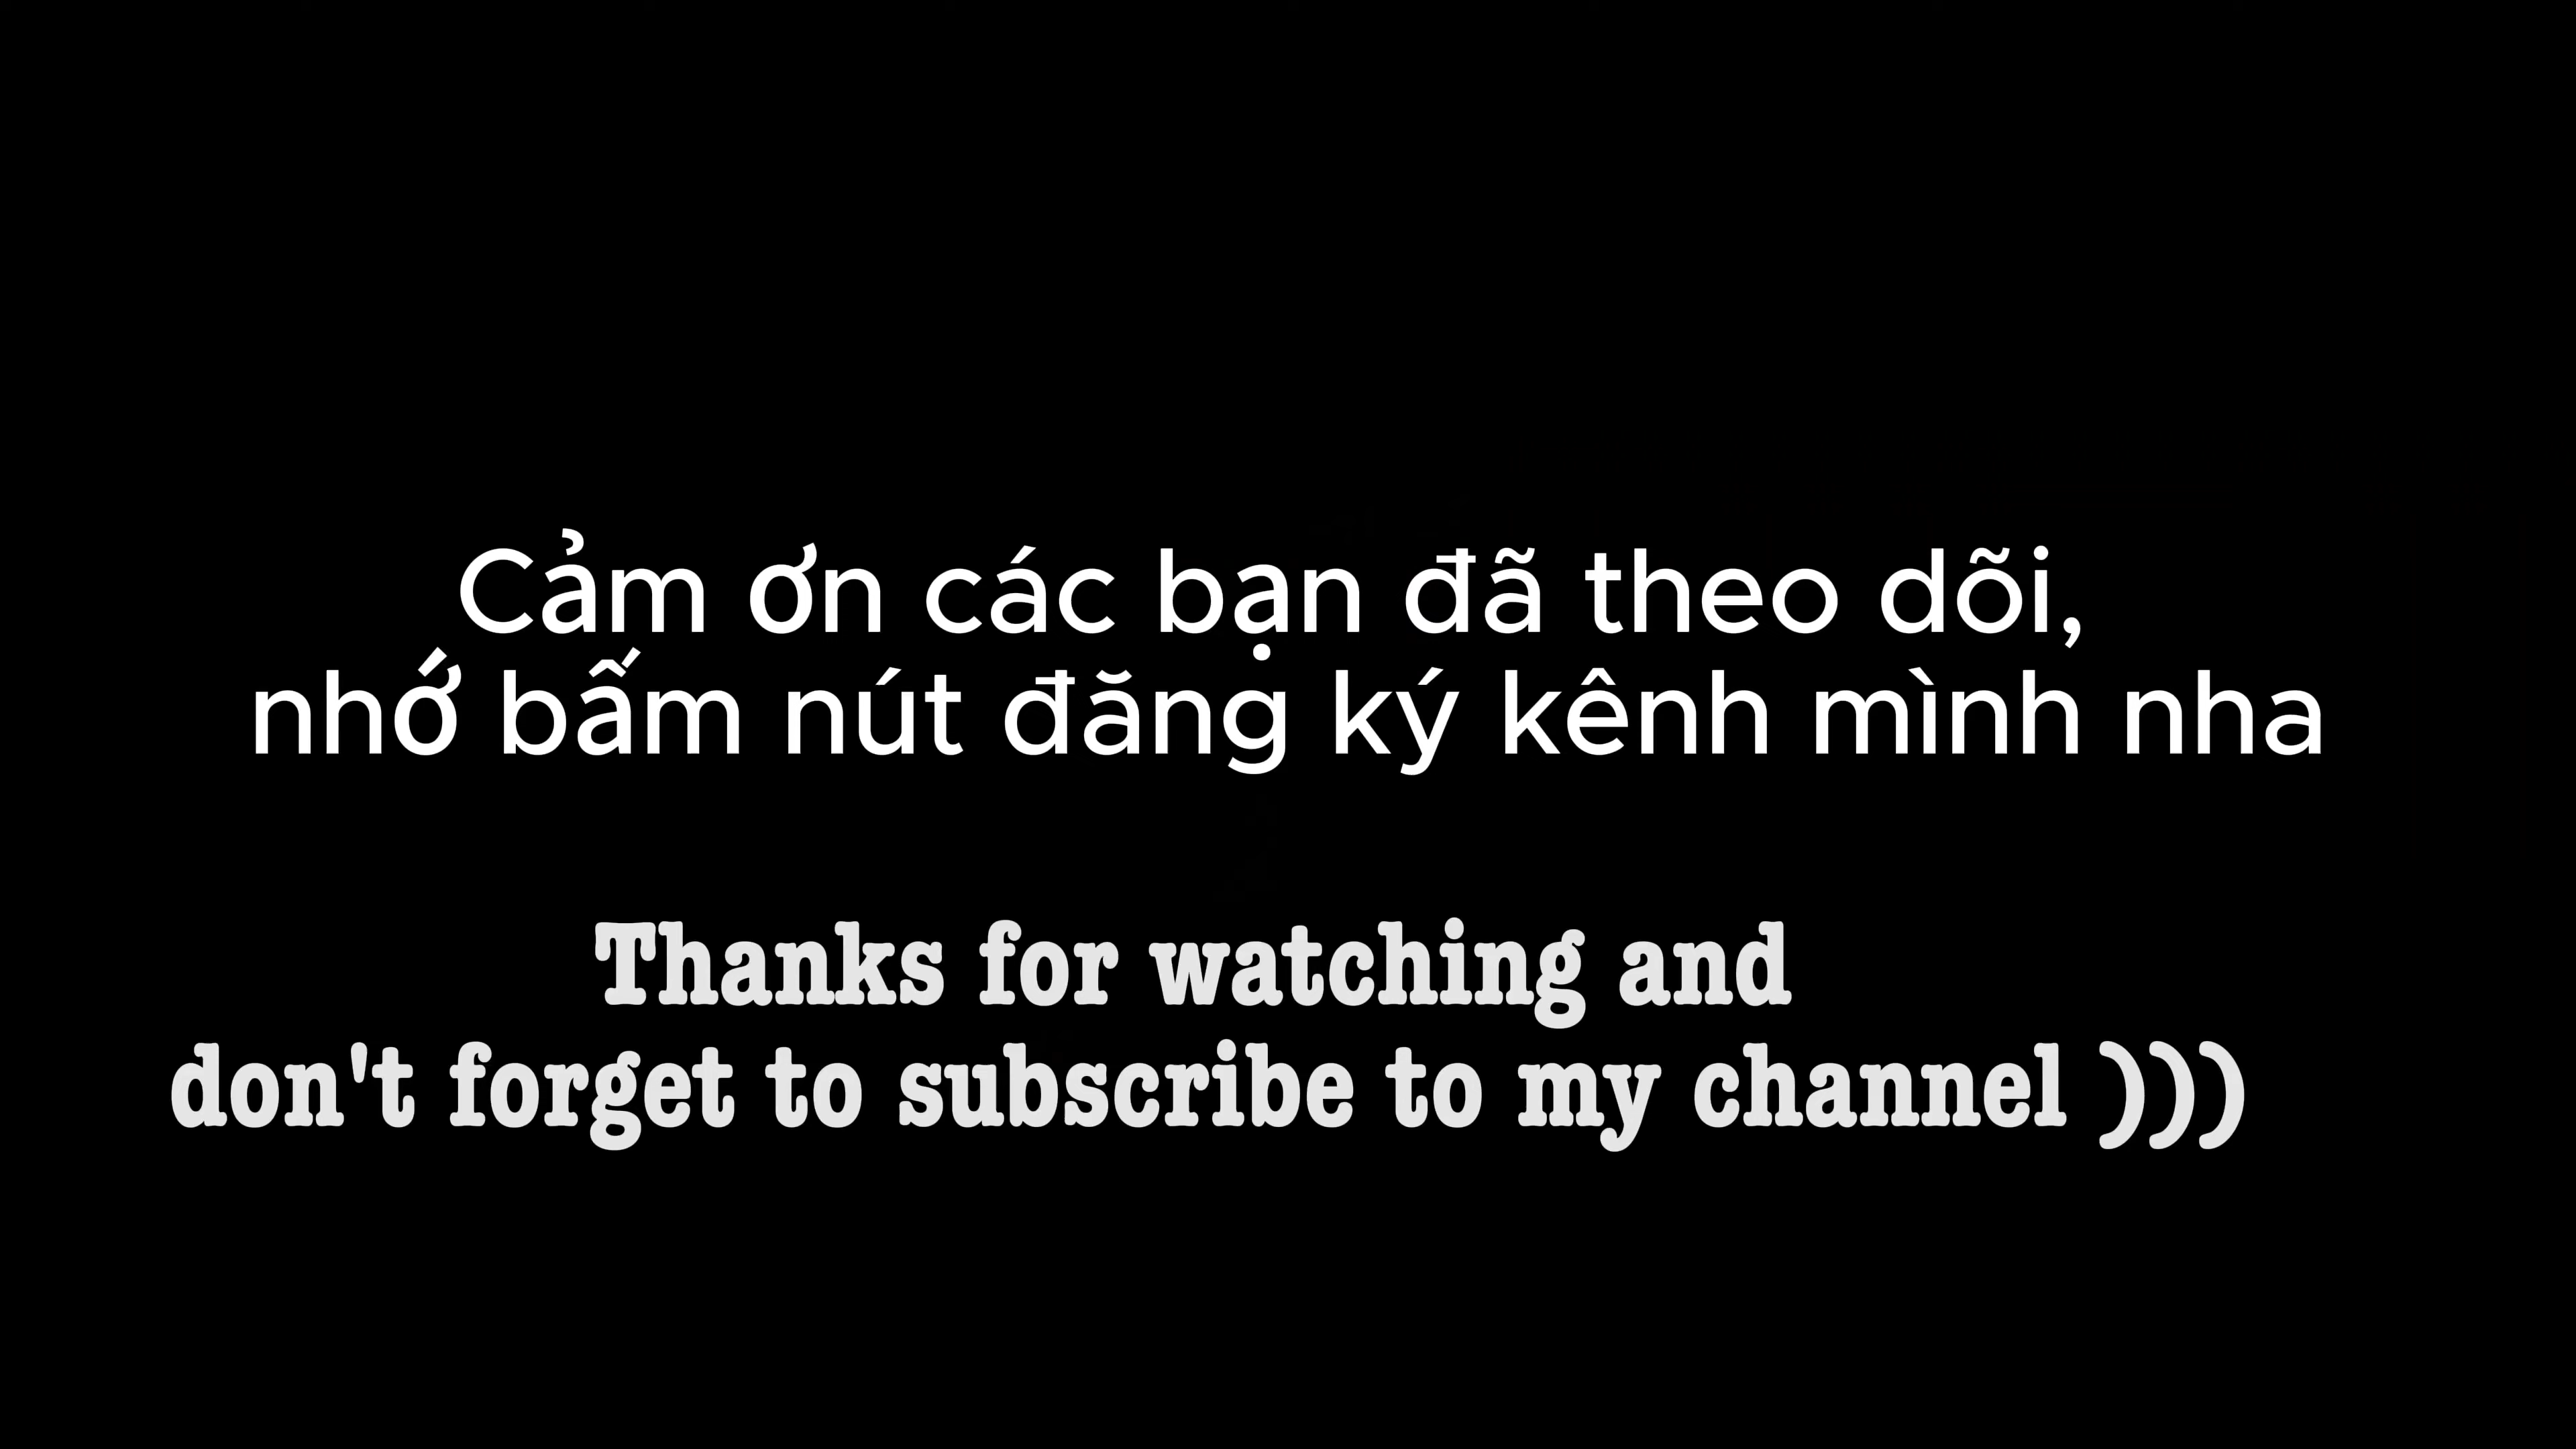 Cảm ơn các bạn đã theo dõi,
nhớ bấm nút đăng ký kênh mình nha
Thanks for watching and
don't forget to subscribe to my channel )))